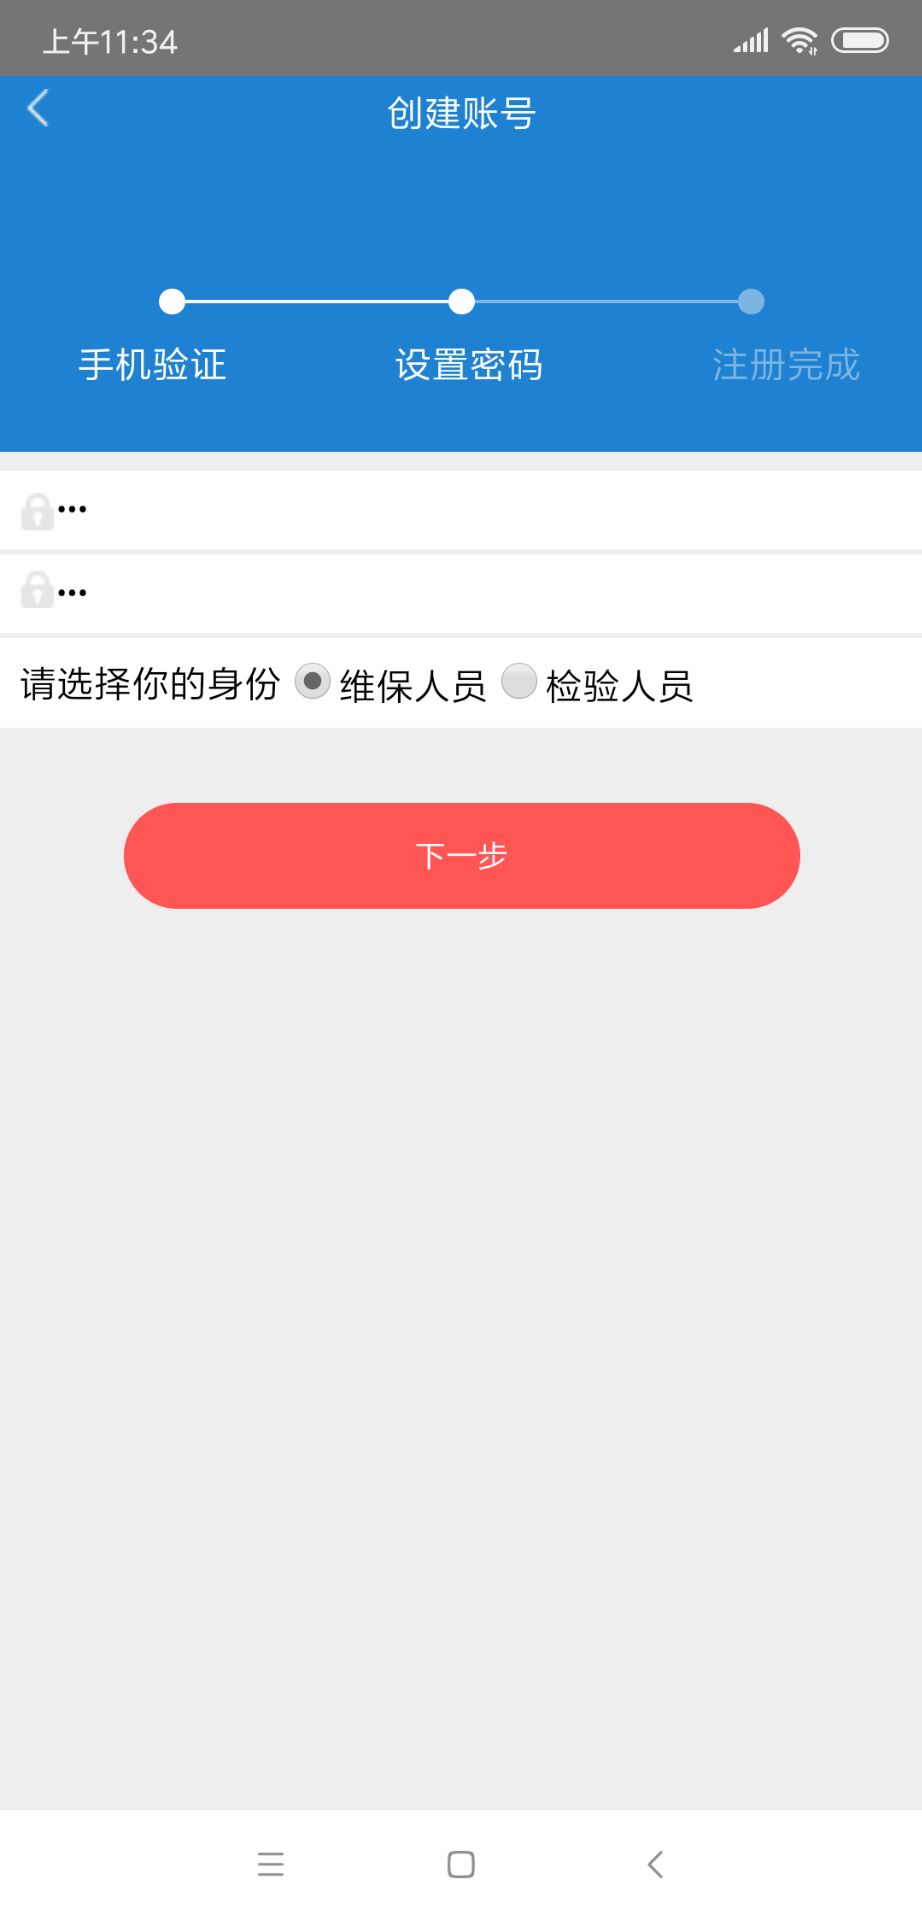 上午11:34
创建账号
手机验证 设置密码 注册完成
•••
•••
请选择你的身份 维保人员 检验人员
下一步